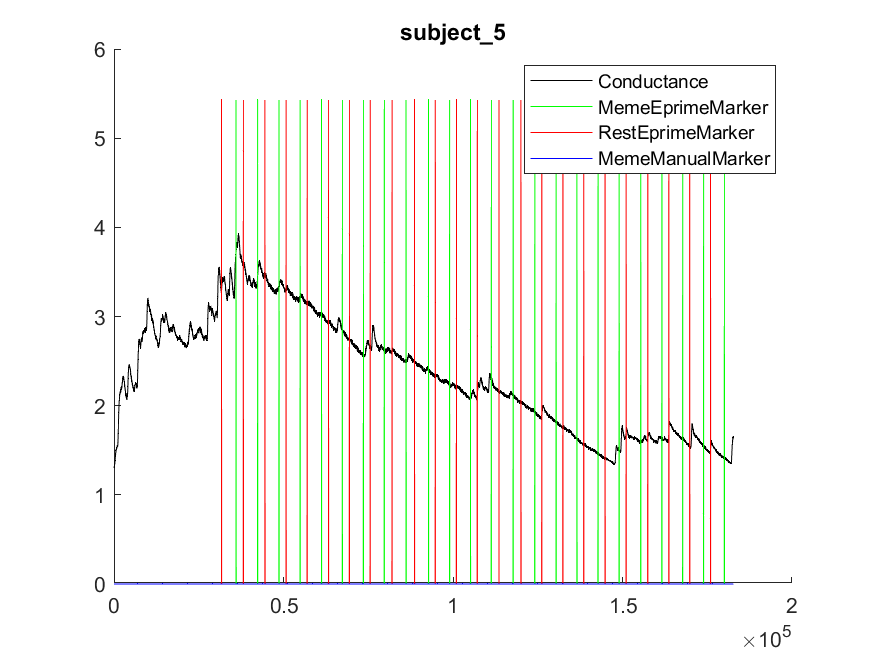 subject_5
6
5
4
3
2
1
0
Conductance
MemeEprimeMarker
RestEprimeMarker
MemeManualMarker
0 0.5 1 1.5 2
×10^5